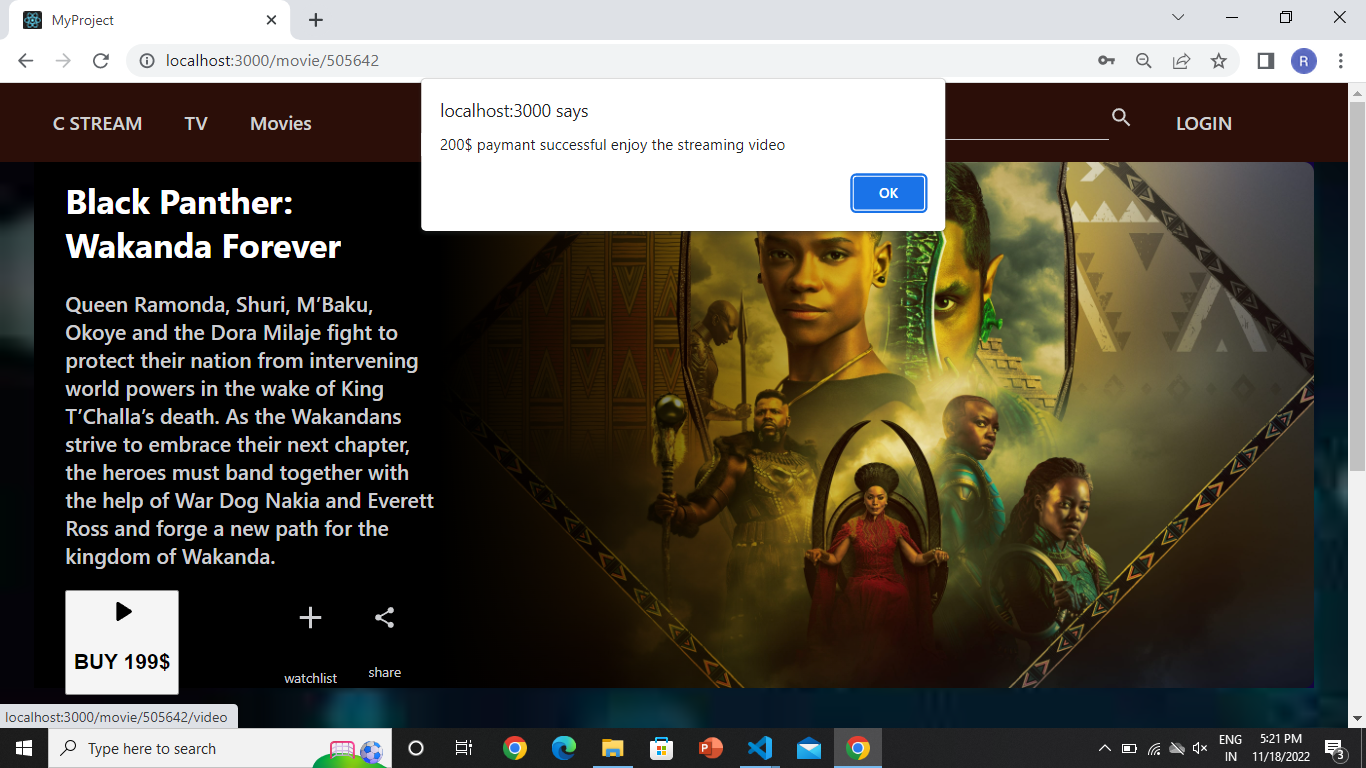 MyProject
localhost:3000/movie/505642
R
C STREAM TV Movies LOGIN
localhost:3000 says
200$ paymant successful enjoy the streaming video
OK
Black Panther:
Wakanda Forever
Queen Ramonda, Shuri, M’Baku,
Okoye and the Dora Milaje fight to
protect their nation from intervening
world powers in the wake of King
T’Challa’s death. As the Wakandans
strive to embrace their next chapter,
the heroes must band together with
the help of War Dog Nakia and Everett
Ross and forge a new path for the
kingdom of Wakanda.
BUY 199$
watchlist
share
localhost:3000/movie/505642/video
Type here to search
P
ENG
IN
5:21 PM
11/18/2022
3